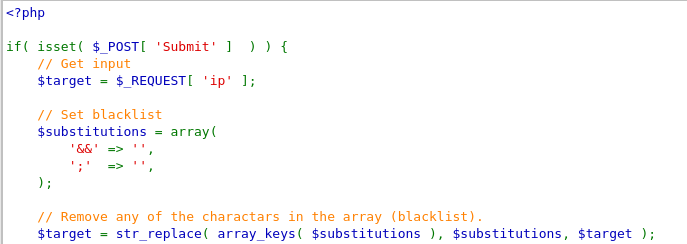 <?php
if( isset( $_POST[ 'Submit' ]  ) ) {
    // Get input
    $target = $_REQUEST[ 'ip' ];
    // Set blacklist
    $substitutions = array(
        '&&' => '',
        ';'  => '',
    );
    // Remove any of the charactars in the array (blacklist).
    $target = str_replace( array_keys( $substitutions ), $substitutions, $target );